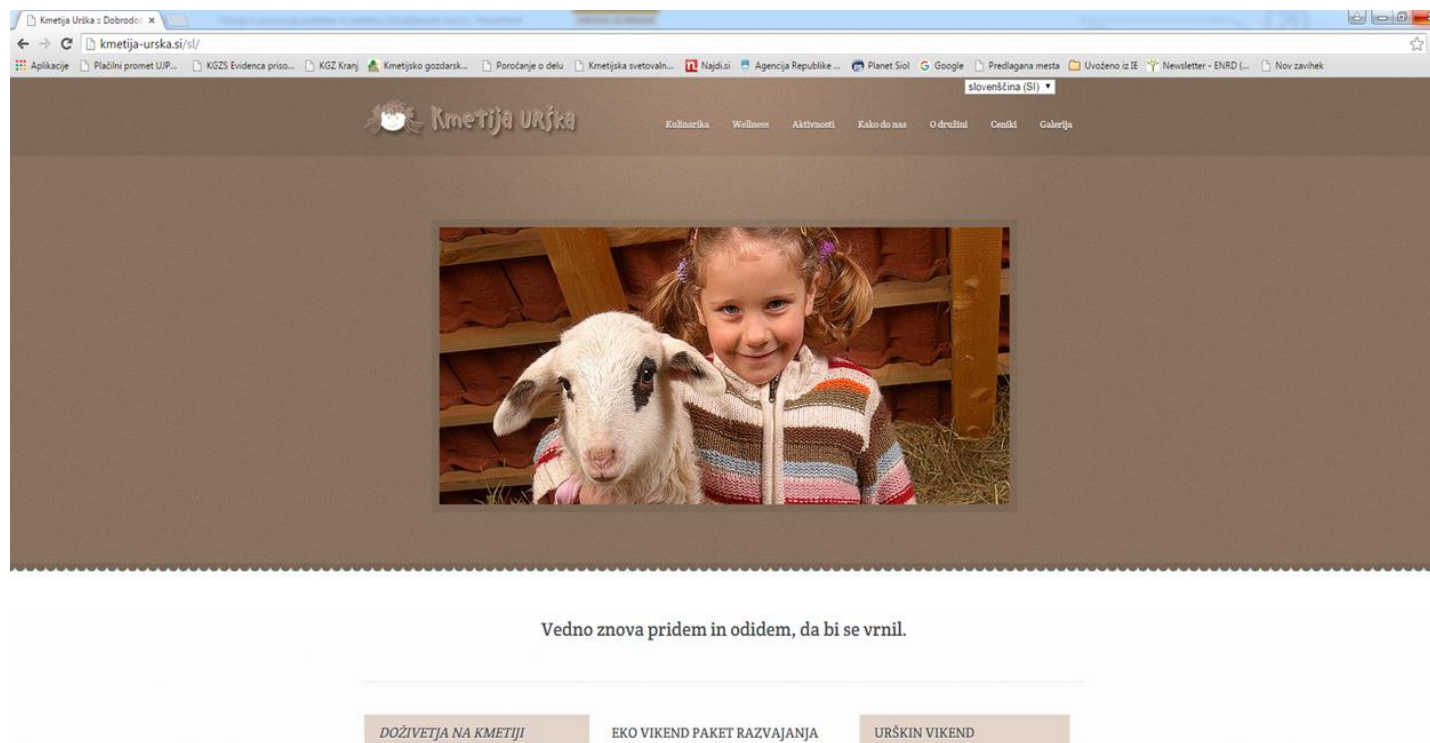 Kmetija Urška :: Dobrodoš
kmetija-urska.si/sl/
Aplikacije Plačilni promet UJP... KGZS Evidenca priso... KGZ Kranj Kmetijsko gozdarsk... Poročanje o delu Kmetijska svetovaln... Najdi.si Agencija Republike ... Planet Siol Google Predlagana mesta Uvoženo iz IE Newsletter - ENRD (... Nov zavihek
slovenščina (SI)
Kmetija URŠka
Kulinarika Wellness Aktivnosti Kako do nas O družini Ceniki Galerija
Vedno znova pridem in odidem, da bi se vrnil.
DOŽIVETJA NA KMETIJI EKO VIKEND PAKET RAZVAJANJA URŠKIN VIKEND